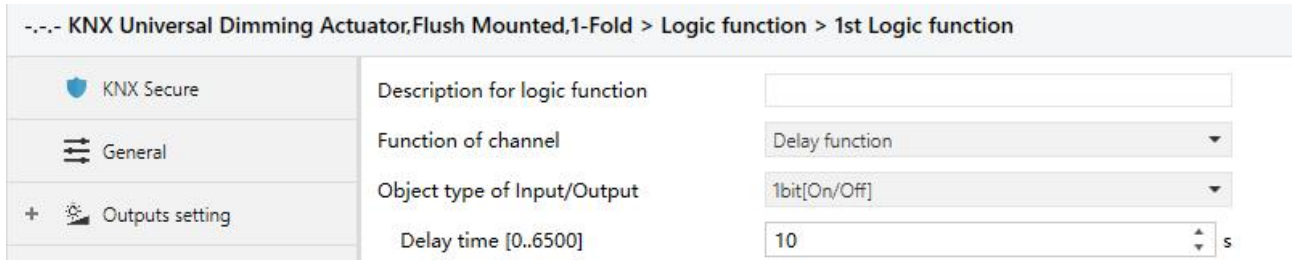 -.-.- KNX Universal Dimming Actuator,Flush Mounted,1-Fold > Logic function > 1st Logic function
KNX Secure
General
+ Outputs setting
Description for logic function
Function of channel Delay function
Object type of Input/Output 1bit[On/Off]
Delay time [0..6500] 10 s